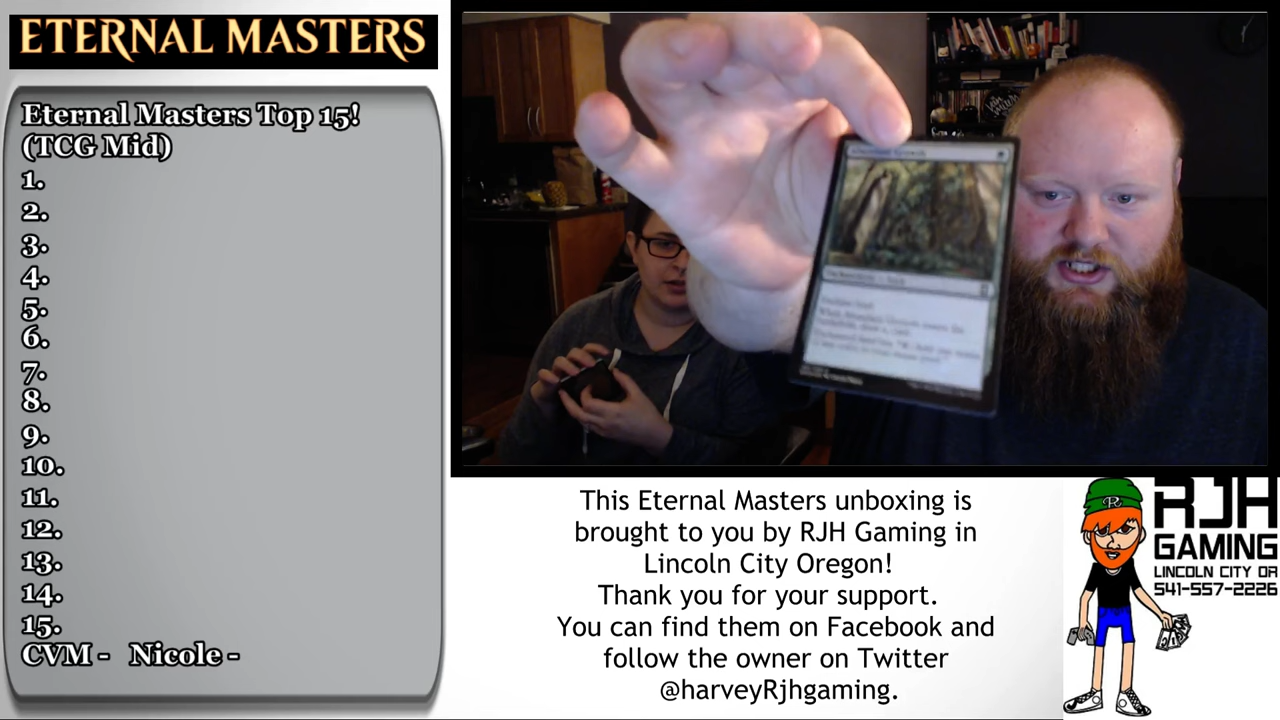 ETERNAL MASTERS
Eternal Masters Top 15!
(TCG Mid)
1.
2.
3.
4.
5.
6.
7.
8.
9.
10.
11.
12.
13.
14.
15.
CVM - Nicole -
This Eternal Masters unboxing is
brought to you by RJH Gaming in
Lincoln City Oregon!
Thank you for your support.
You can find them on Facebook and
follow the owner on Twitter
@harveyRjhgaming.
R
RJH
GAMING
LINCOLN CITY OR
541-557-2226